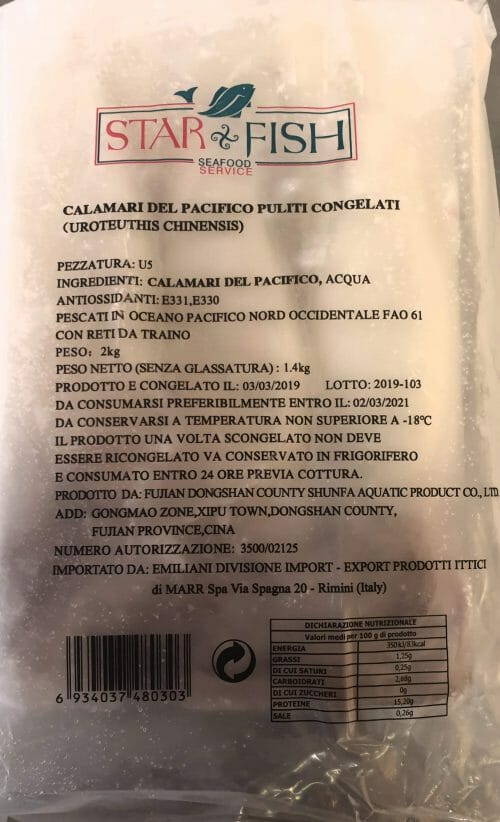 STAR FISH
SEAFOOD
SERVICE
CALAMARI DEL PACIFICO PULITI CONGELATI
(UROTEUTHIS CHINENSIS)
PEZZATURA: U5
INGREDIENTI: CALAMARI DEL PACIFICO, ACQUA
ANTIOSSIDANTI: E331,E330
PESCATI IN OCEANO PACIFICO NORD OCCIDENTALE FAO 61
CON RETI DA TRAINO
PESO: 2kg
PESO NETTO (SENZA GLASSATURA) : 1.4kg
PRODOTTO E CONGELATO IL: 03/03/2019 LOTTO: 2019-103
DA CONSUMARSI PREFERIBILMENTE ENTRO IL: 02/03/2021
DA CONSERVARSI A TEMPERATURA NON SUPERIORE A -18℃
IL PRODOTTO UNA VOLTA SCONGELATO NON DEVE
ESSERE RICONGELATO VA CONSERVATO IN FRIGORIFERO
E CONSUMATO ENTRO 24 ORE PREVIA COTTURA.
PRODOTTO DA: FUJIAN DONGSHAN COUNTY SHUNFA AQUATIC PRODUCT CO., LTD.
ADD: GONGMAO ZONE,XIPU TOWN,DONGSHAN COUNTY,
FUJIAN PROVINCE,CINA
NUMERO AUTORIZZAZIONE: 3500/02125
IMPORTATO DA: EMILIANI DIVISIONE IMPORT - EXPORT PRODOTTI ITTICI
di MARR Spa Via Spagna 20 - Rimini (Italy)
DICHIARAZIONE NUTRIZIONALE
Valori medi per 100 g di prodotto
ENERGIA 350kJ/83kcal
GRASSI 1,25g
DI CUI SATURI 0,25g
CARBOIDRATI 2,68g
DI CUI ZUCCHERI 0g
PROTEINE 15,20g
SALE 0,26g
6 934037 480303